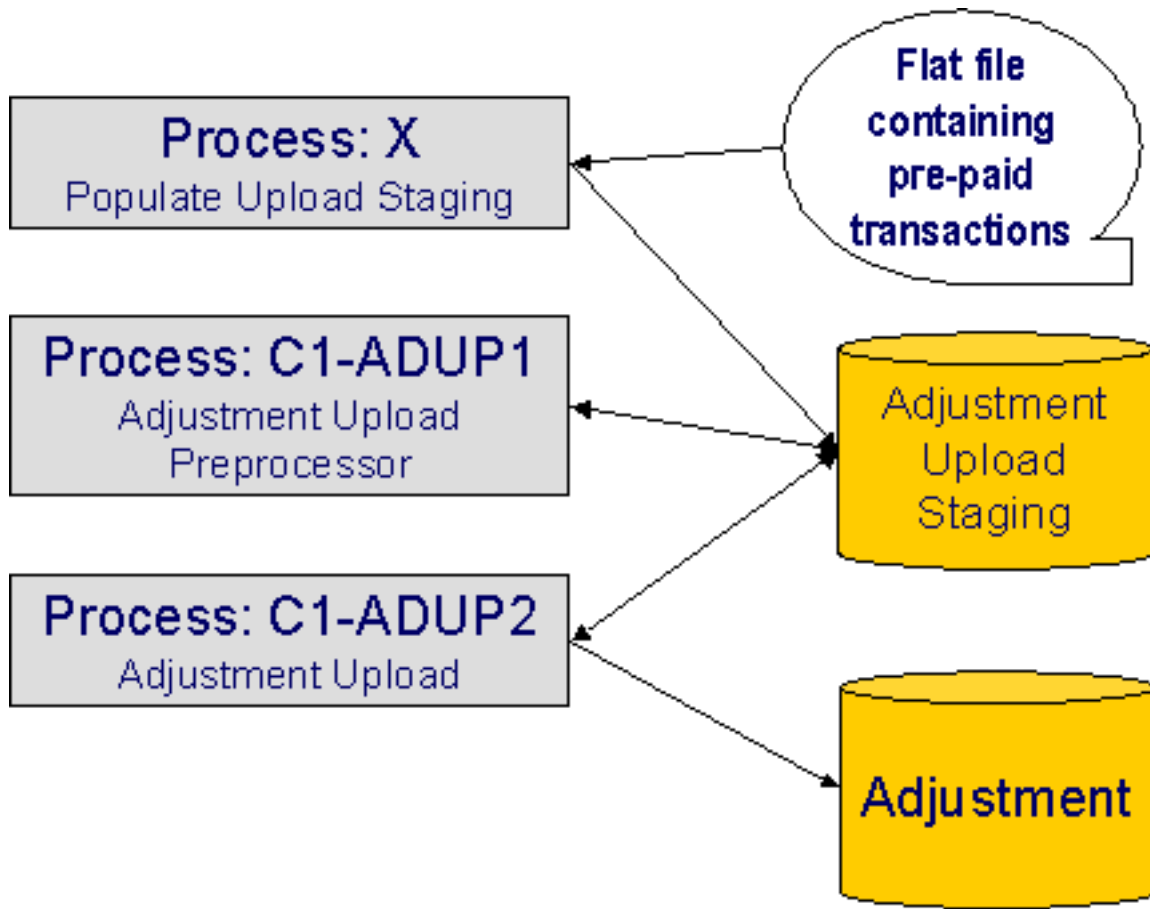 Flat file
containing
pre-paid
transactions
Process: X
Populate Upload Staging
Process: C1-ADUP1
Adjustment Upload
Preprocessor
Adjustment
Upload
Staging
Process: C1-ADUP2
Adjustment Upload
Adjustment